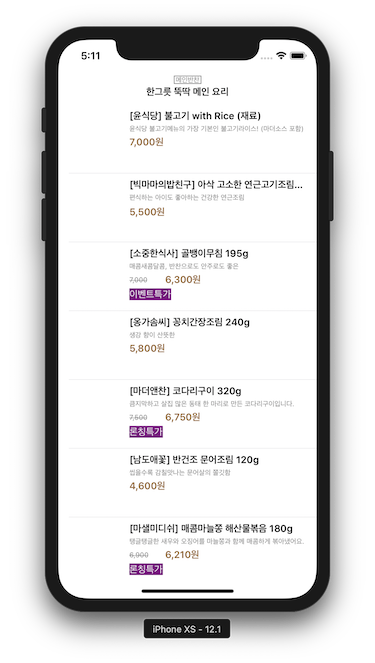 5:11
메인반찬
한그릇 뚝딱 메인 요리
[윤식당] 불고기 with Rice (재료)
윤식당 불고기메뉴의 가장 기본인 불고기라이스! (마더소스 포함)
7,000원
[빅마마의밥친구] 아삭 고소한 연근고기조림...
편식하는 아이도 좋아하는 건강한 연근조림
5,500원
[소중한식사] 골뱅이무침 195g
매콤새콤달콤, 반찬으로도 안주로도 좋은
7,000 6,300원
이벤트특가
[옹가솜씨] 꽁치간장조림 240g
생강 향이 산뜻한
5,800원
[마더앤찬] 코다리구이 320g
큼지막하고 살집 많은 동태 한 마리로 만든 코다리구이입니다.
7,500 6,750원
론칭특가
[남도애꽃] 반건조 문어조림 120g
씹을수록 감칠맛나는 문어살의 쫄깃함
4,600원
[마샐미디쉬] 매콤마늘쫑 해산물볶음 180g
탱글탱글한 새우와 오징어를 마늘쫑과 함께 매콤하게 볶아냈어요.
6,900 6,210원
론칭특가
iPhone XS - 12.1